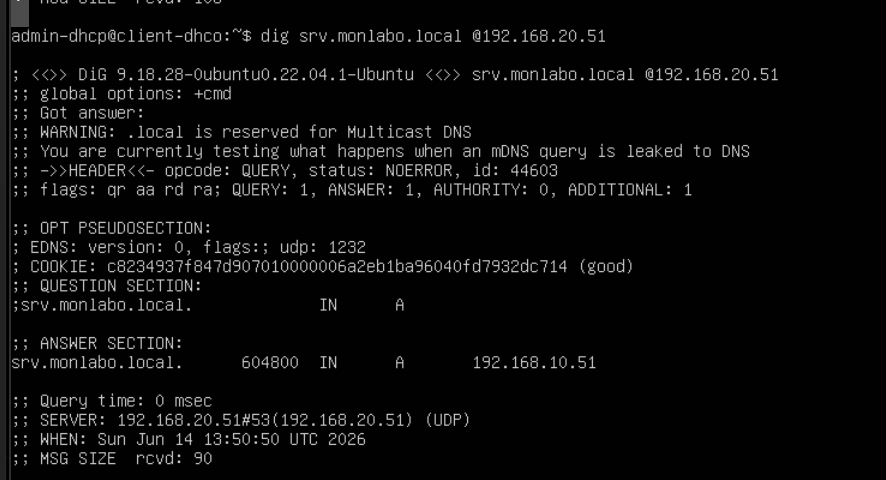 admin-dhcp@client-dhco:~$ dig srv.monlabo.local @192.168.20.51
; <<>> DiG 9.18.28-0ubuntu0.22.04.1-Ubuntu <<>> srv.monlabo.local @192.168.20.51
;; global options: +cmd
;; Got answer:
;; WARNING: .local is reserved for Multicast DNS
;; You are currently testing what happens when an mDNS query is leaked to DNS
;; ->>HEADER<<- opcode: QUERY, status: NOERROR, id: 44603
;; flags: qr aa rd ra; QUERY: 1, ANSWER: 1, AUTHORITY: 0, ADDITIONAL: 1
;; OPT PSEUDOSECTION:
; EDNS: version: 0, flags:; udp: 1232
; COOKIE: c8234937f847d907010000006a2eb1ba96040fd7932dc714 (good)
;; QUESTION SECTION:
;srv.monlabo.local. IN A
;; ANSWER SECTION:
srv.monlabo.local. 604800 IN A 192.168.10.51
;; Query time: 0 msec
;; SERVER: 192.168.20.51#53(192.168.20.51) (UDP)
;; WHEN: Sun Jun 14 13:50:50 UTC 2026
;; MSG SIZE rcvd: 90